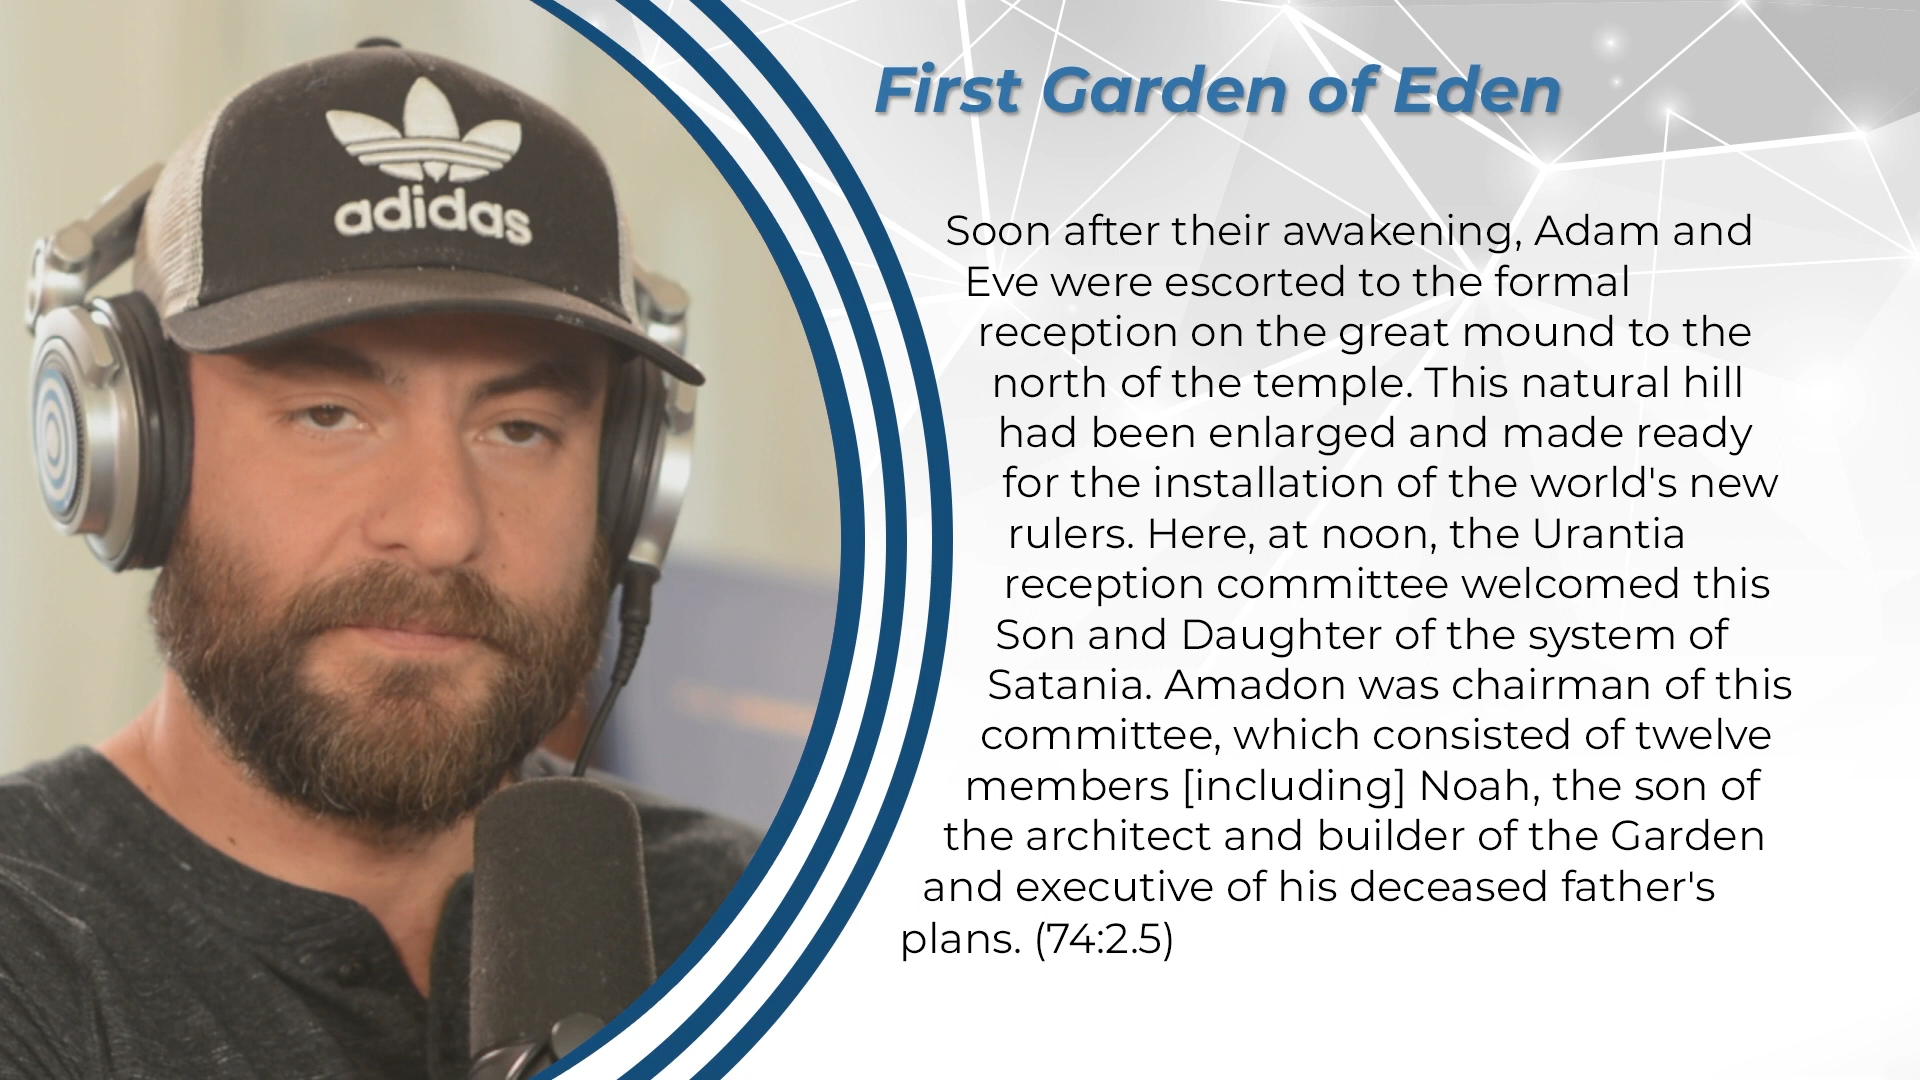 adidas
First Garden of Eden
Soon after their awakening, Adam and
Eve were escorted to the formal
reception on the great mound to the
north of the temple. This natural hill
had been enlarged and made ready
for the installation of the world's new
rulers. Here, at noon, the Urantia
reception committee welcomed this
Son and Daughter of the system of
Satania. Amadon was chairman of this
committee, which consisted of twelve
members [including] Noah, the son of
the architect and builder of the Garden
and executive of his deceased father's
plans. (74:2.5)